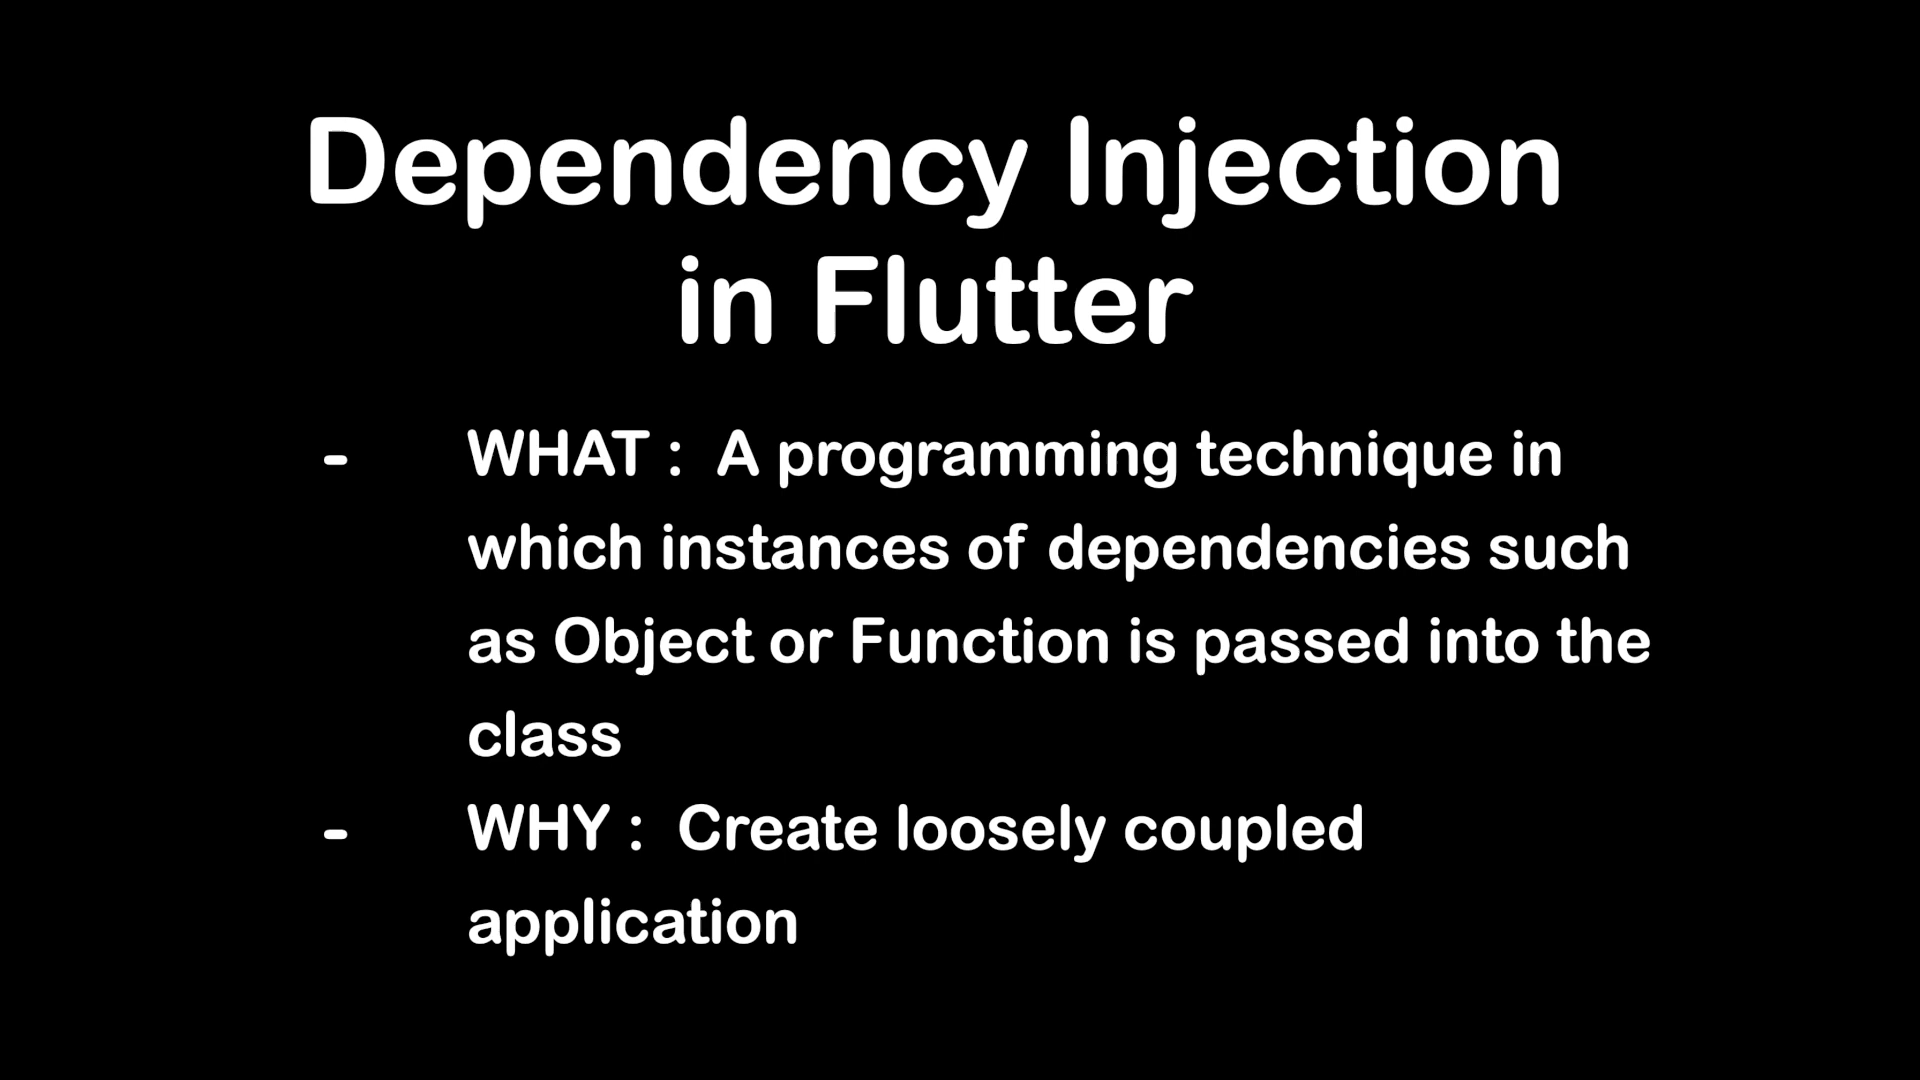 Dependency Injection
in Flutter
- WHAT : A programming technique in
which instances of dependencies such
as Object or Function is passed into the
class
- WHY : Create loosely coupled
application